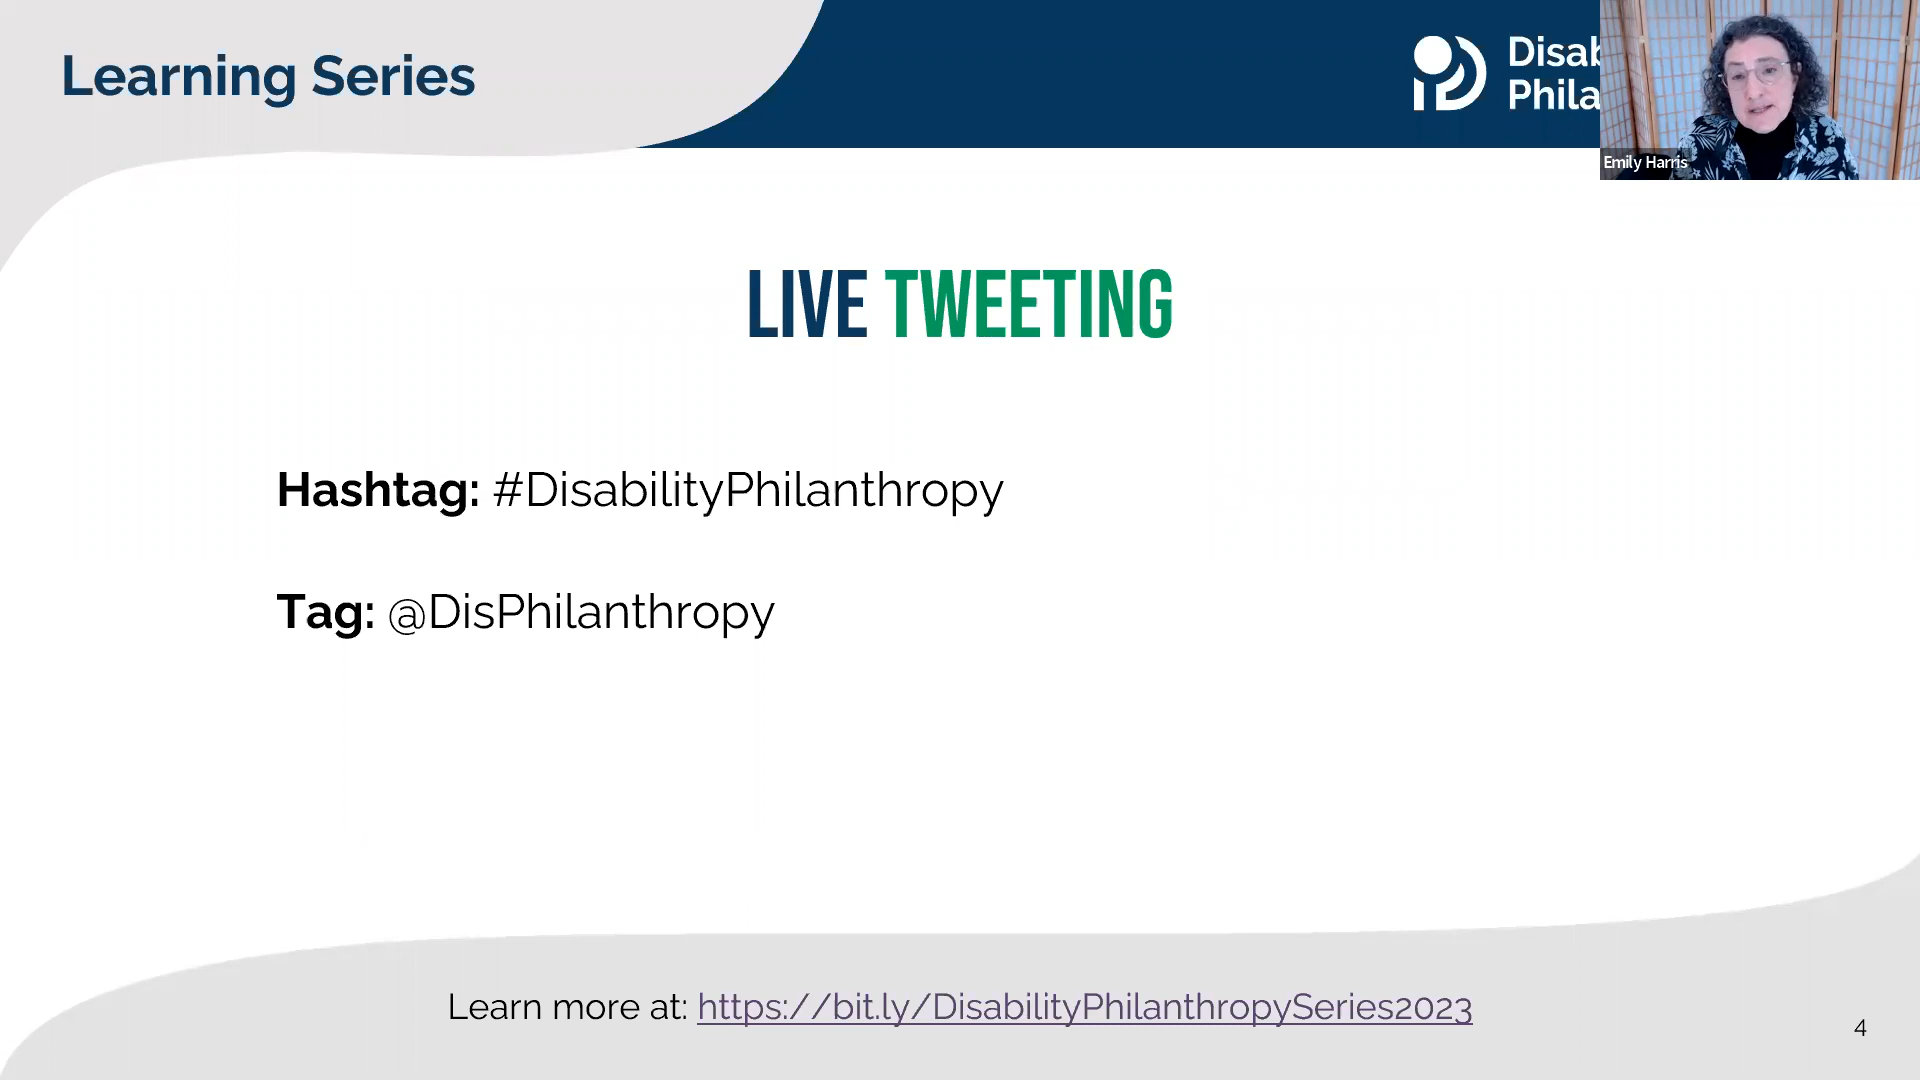 Learning Series
Disab
Phila
Emily Harris
LIVE TWEETING
Hashtag: #DisabilityPhilanthropy
Tag: @DisPhilanthropy
Learn more at: https://bit.ly/DisabilityPhilanthropySeries2023
4